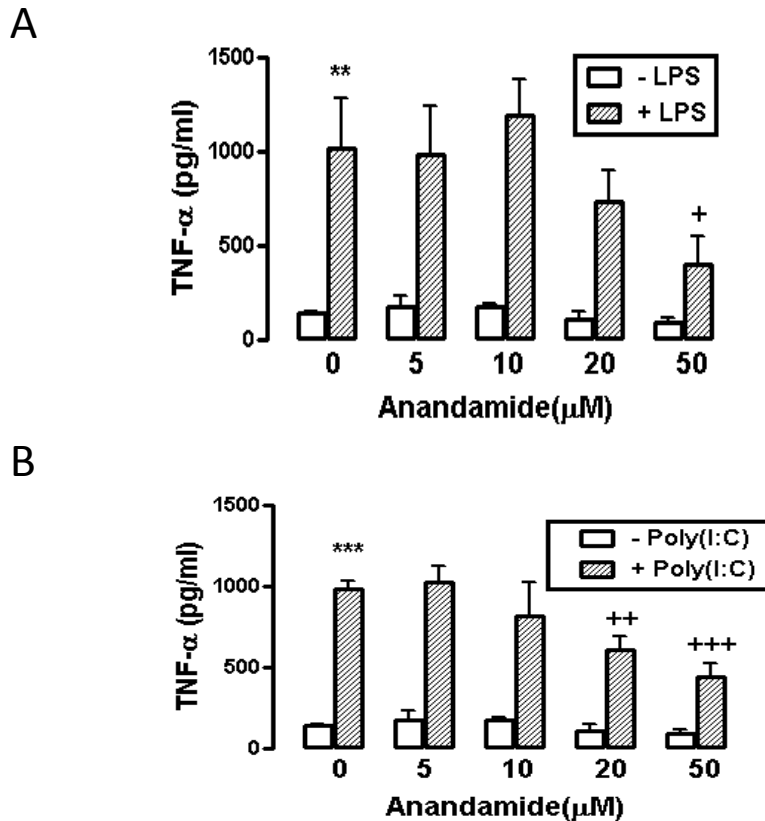 A
1500
1000
500
0
TNF-α (pg/ml)
**
+
- LPS
+ LPS
0 5 10 20 50
Anandamide(μM)
B
1500
1000
500
0
TNF-α (pg/ml)
***
++
+++
- Poly(I:C)
+ Poly(I:C)
0 5 10 20 50
Anandamide(μM)